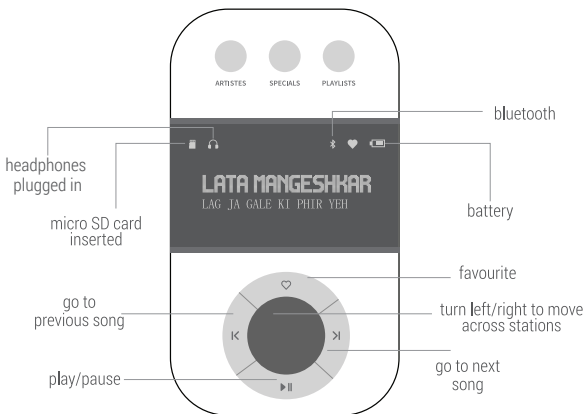 ARTISTES SPECIALS PLAYLISTS
bluetooth
headphones
plugged in
LATA MANGESHKAR
LAG JA GALE KI PHIR YEH
battery
micro SD card
inserted
favourite
go to
previous song
turn left/right to move
across stations
go to next
song
play/pause